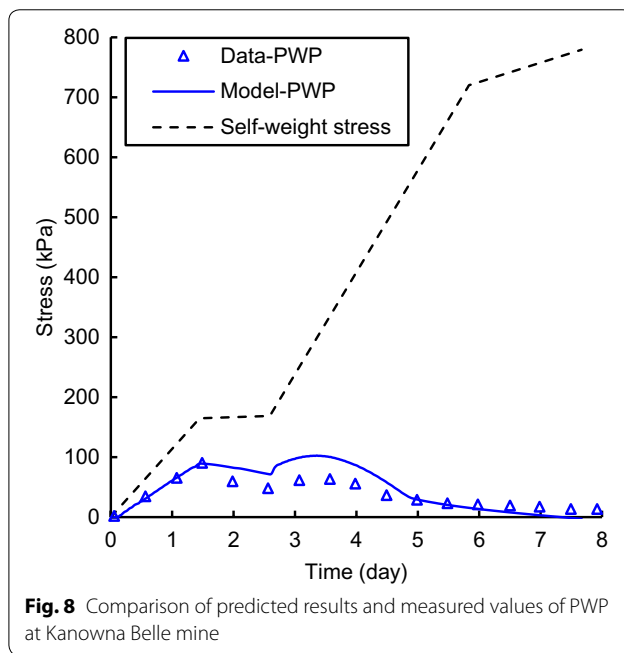 800
700
600
500
400
300
200
100
0
Stress (kPa)
Data-PWP
Model-PWP
Self-weight stress
0 1 2 3 4 5 6 7 8
Time (day)
Fig. 8 Comparison of predicted results and measured values of PWP
at Kanowna Belle mine